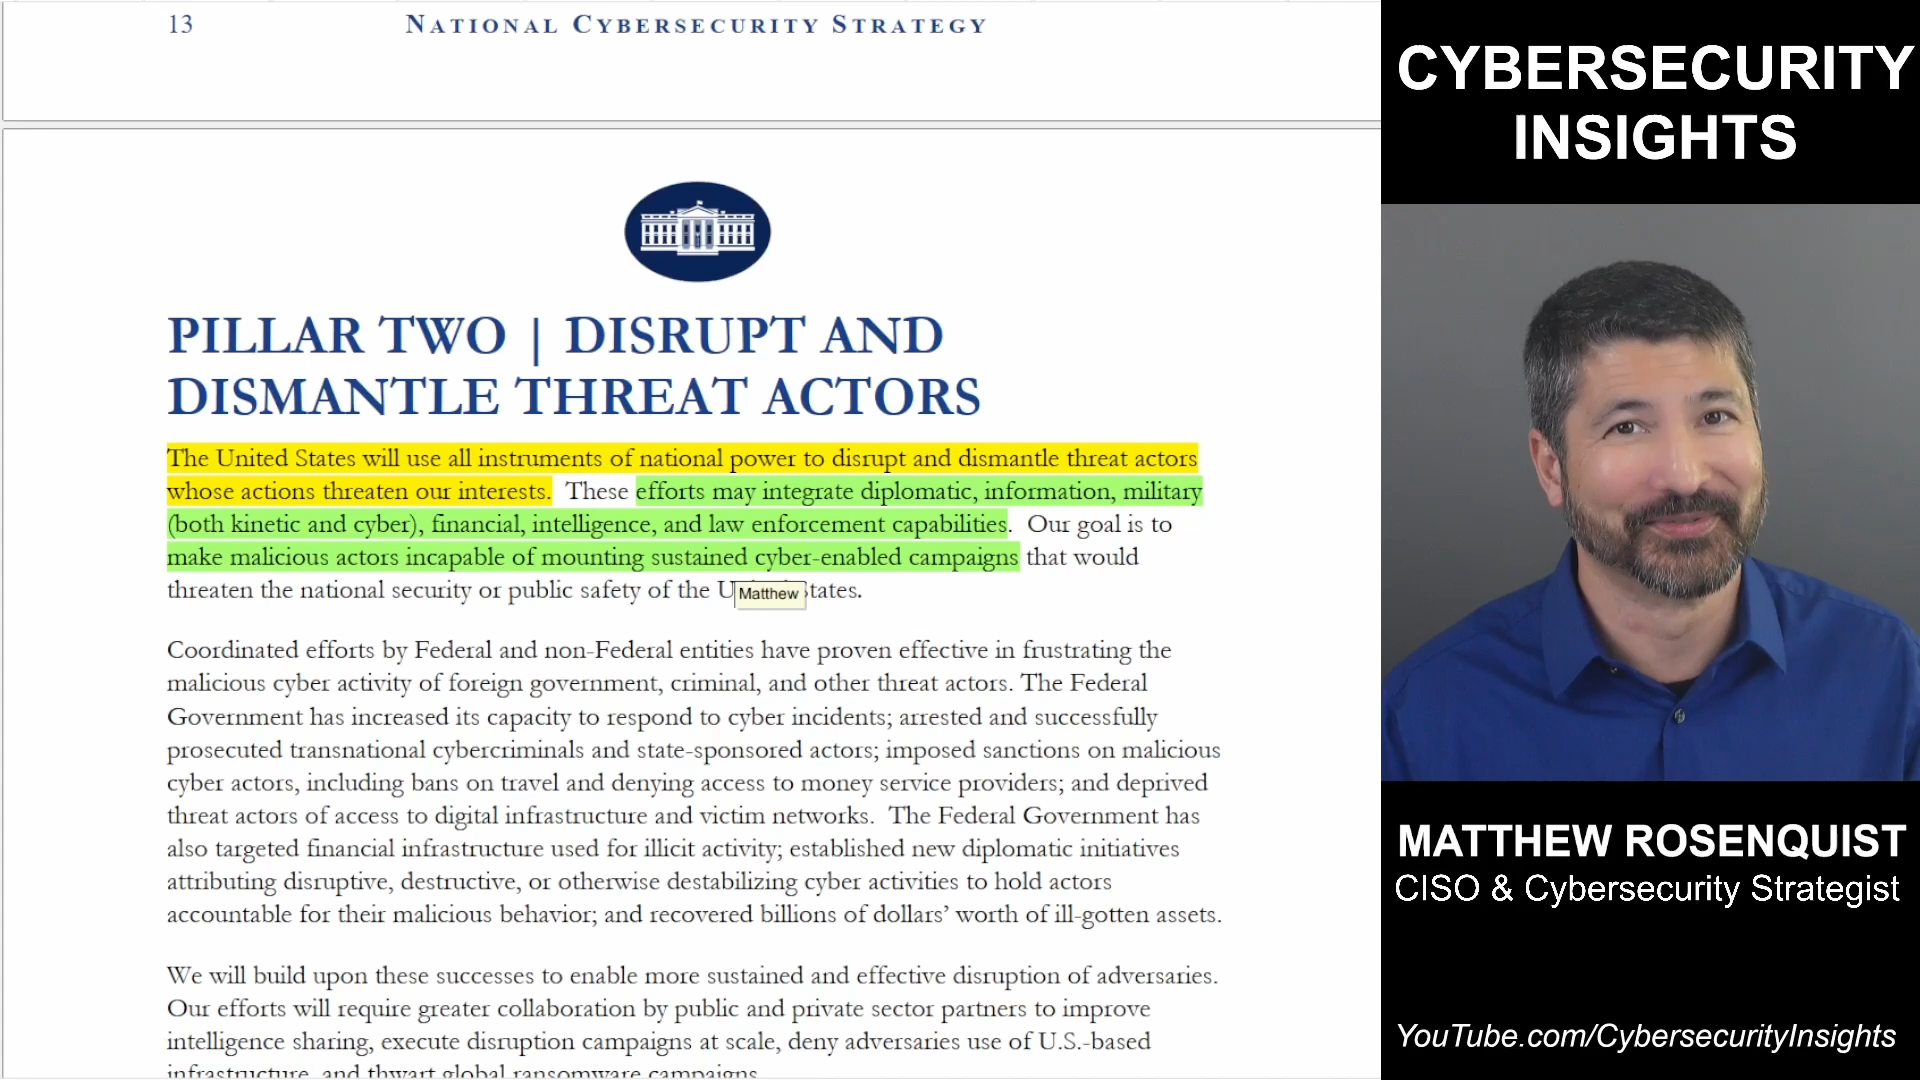 13 NATIONAL CYBERSECURITY STRATEGY
PILLAR TWO | DISRUPT AND
DISMANTLE THREAT ACTORS
The United States will use all instruments of national power to disrupt and dismantle threat actors
whose actions threaten our interests. These efforts may integrate diplomatic, information, military
(both kinetic and cyber), financial, intelligence, and law enforcement capabilities. Our goal is to
make malicious actors incapable of mounting sustained cyber-enabled campaigns that would
threaten the national security or public safety of the U tates.
Matthew
Coordinated efforts by Federal and non-Federal entities have proven effective in frustrating the
malicious cyber activity of foreign government, criminal, and other threat actors. The Federal
Government has increased its capacity to respond to cyber incidents; arrested and successfully
prosecuted transnational cybercriminals and state-sponsored actors; imposed sanctions on malicious
cyber actors, including bans on travel and denying access to money service providers; and deprived
threat actors of access to digital infrastructure and victim networks. The Federal Government has
also targeted financial infrastructure used for illicit activity; established new diplomatic initiatives
attributing disruptive, destructive, or otherwise destabilizing cyber activities to hold actors
accountable for their malicious behavior; and recovered billions of dollars' worth of ill-gotten assets.
We will build upon these successes to enable more sustained and effective disruption of adversaries.
Our efforts will require greater collaboration by public and private sector partners to improve
intelligence sharing, execute disruption campaigns at scale, deny adversaries use of U.S.-based
infrastructure, and thwart global ransomware campaigns.
CYBERSECURITY
INSIGHTS
MATTHEW ROSENQUIST
CISO & Cybersecurity Strategist
YouTube.com/CybersecurityInsights